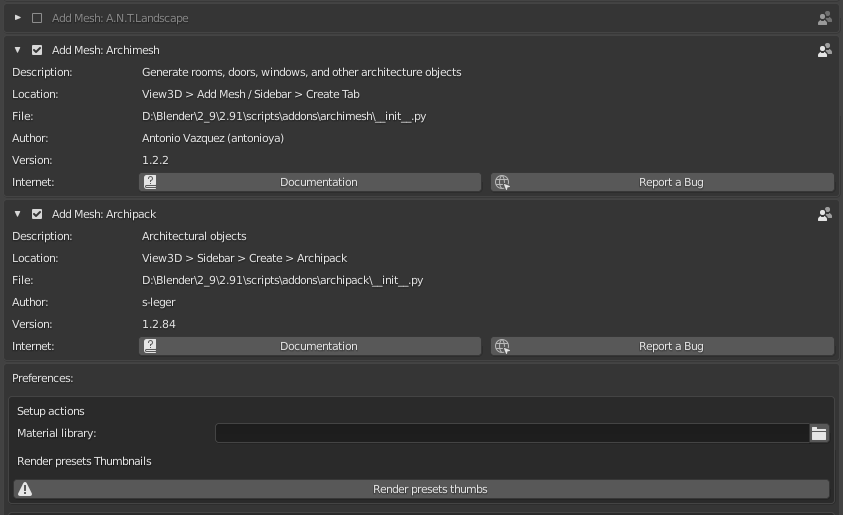 Add Mesh: A.N.T.Landscape
Add Mesh: Archimesh
Description: Generate rooms, doors, windows, and other architecture objects
Location: View3D > Add Mesh / Sidebar > Create Tab
File: D:\Blender\2_9\2.91\scripts\addons\archimesh\__init__.py
Author: Antonio Vazquez (antonioya)
Version: 1.2.2
Internet: Documentation Report a Bug
Add Mesh: Archipack
Description: Architectural objects
Location: View3D > Sidebar > Create > Archipack
File: D:\Blender\2_9\2.91\scripts\addons\archipack\__init__.py
Author: s-leger
Version: 1.2.84
Internet: Documentation Report a Bug
Preferences:
Setup actions
Material library:
Render presets Thumbnails
Render presets thumbs